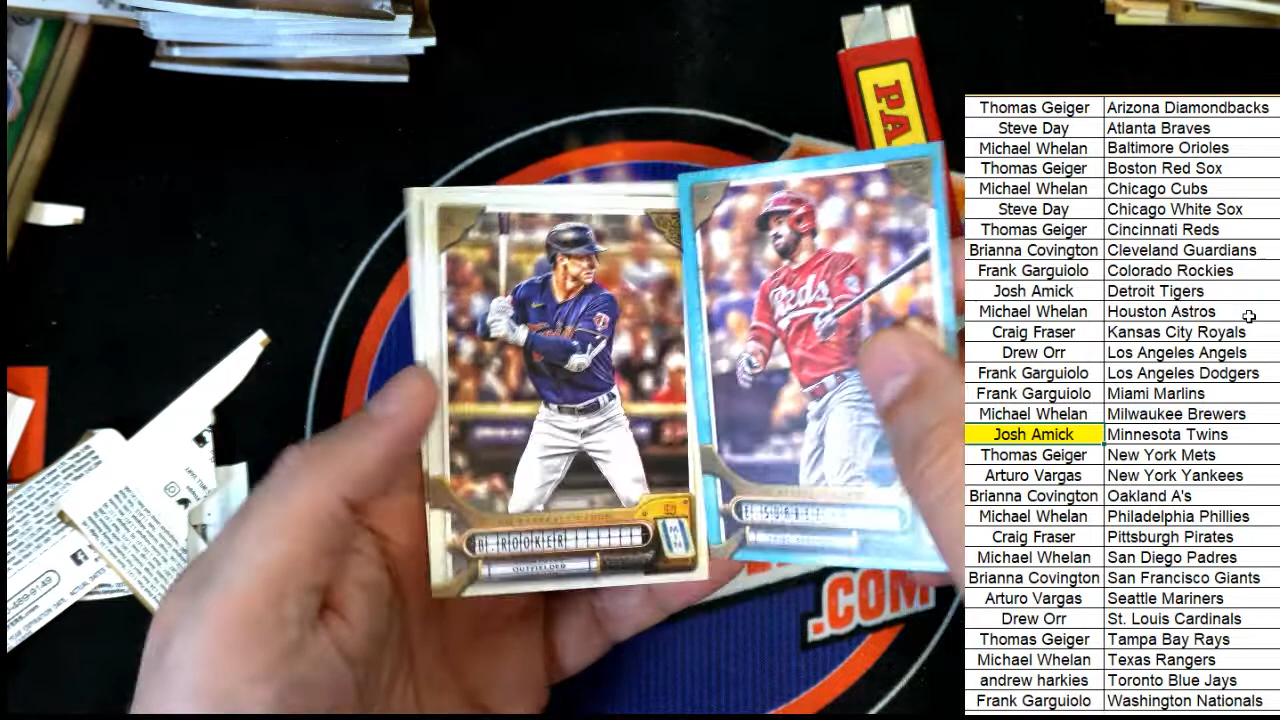 PA
Reds
B. ROOKER
OUTFIELDER
MIN
.COM
Thomas Geiger Arizona Diamondbacks
Steve Day Atlanta Braves
Michael Whelan Baltimore Orioles
Thomas Geiger Boston Red Sox
Michael Whelan Chicago Cubs
Steve Day Chicago White Sox
Thomas Geiger Cincinnati Reds
Brianna Covington Cleveland Guardians
Frank Garguiolo Colorado Rockies
Josh Amick Detroit Tigers
Michael Whelan Houston Astros
Craig Fraser Kansas City Royals
Drew Orr Los Angeles Angels
Frank Garguiolo Los Angeles Dodgers
Frank Garguiolo Miami Marlins
Michael Whelan Milwaukee Brewers
Josh Amick Minnesota Twins
Thomas Geiger New York Mets
Arturo Vargas New York Yankees
Brianna Covington Oakland A's
Michael Whelan Philadelphia Phillies
Craig Fraser Pittsburgh Pirates
Michael Whelan San Diego Padres
Brianna Covington San Francisco Giants
Arturo Vargas Seattle Mariners
Drew Orr St. Louis Cardinals
Thomas Geiger Tampa Bay Rays
Michael Whelan Texas Rangers
andrew harkies Toronto Blue Jays
Frank Garguiolo Washington Nationals